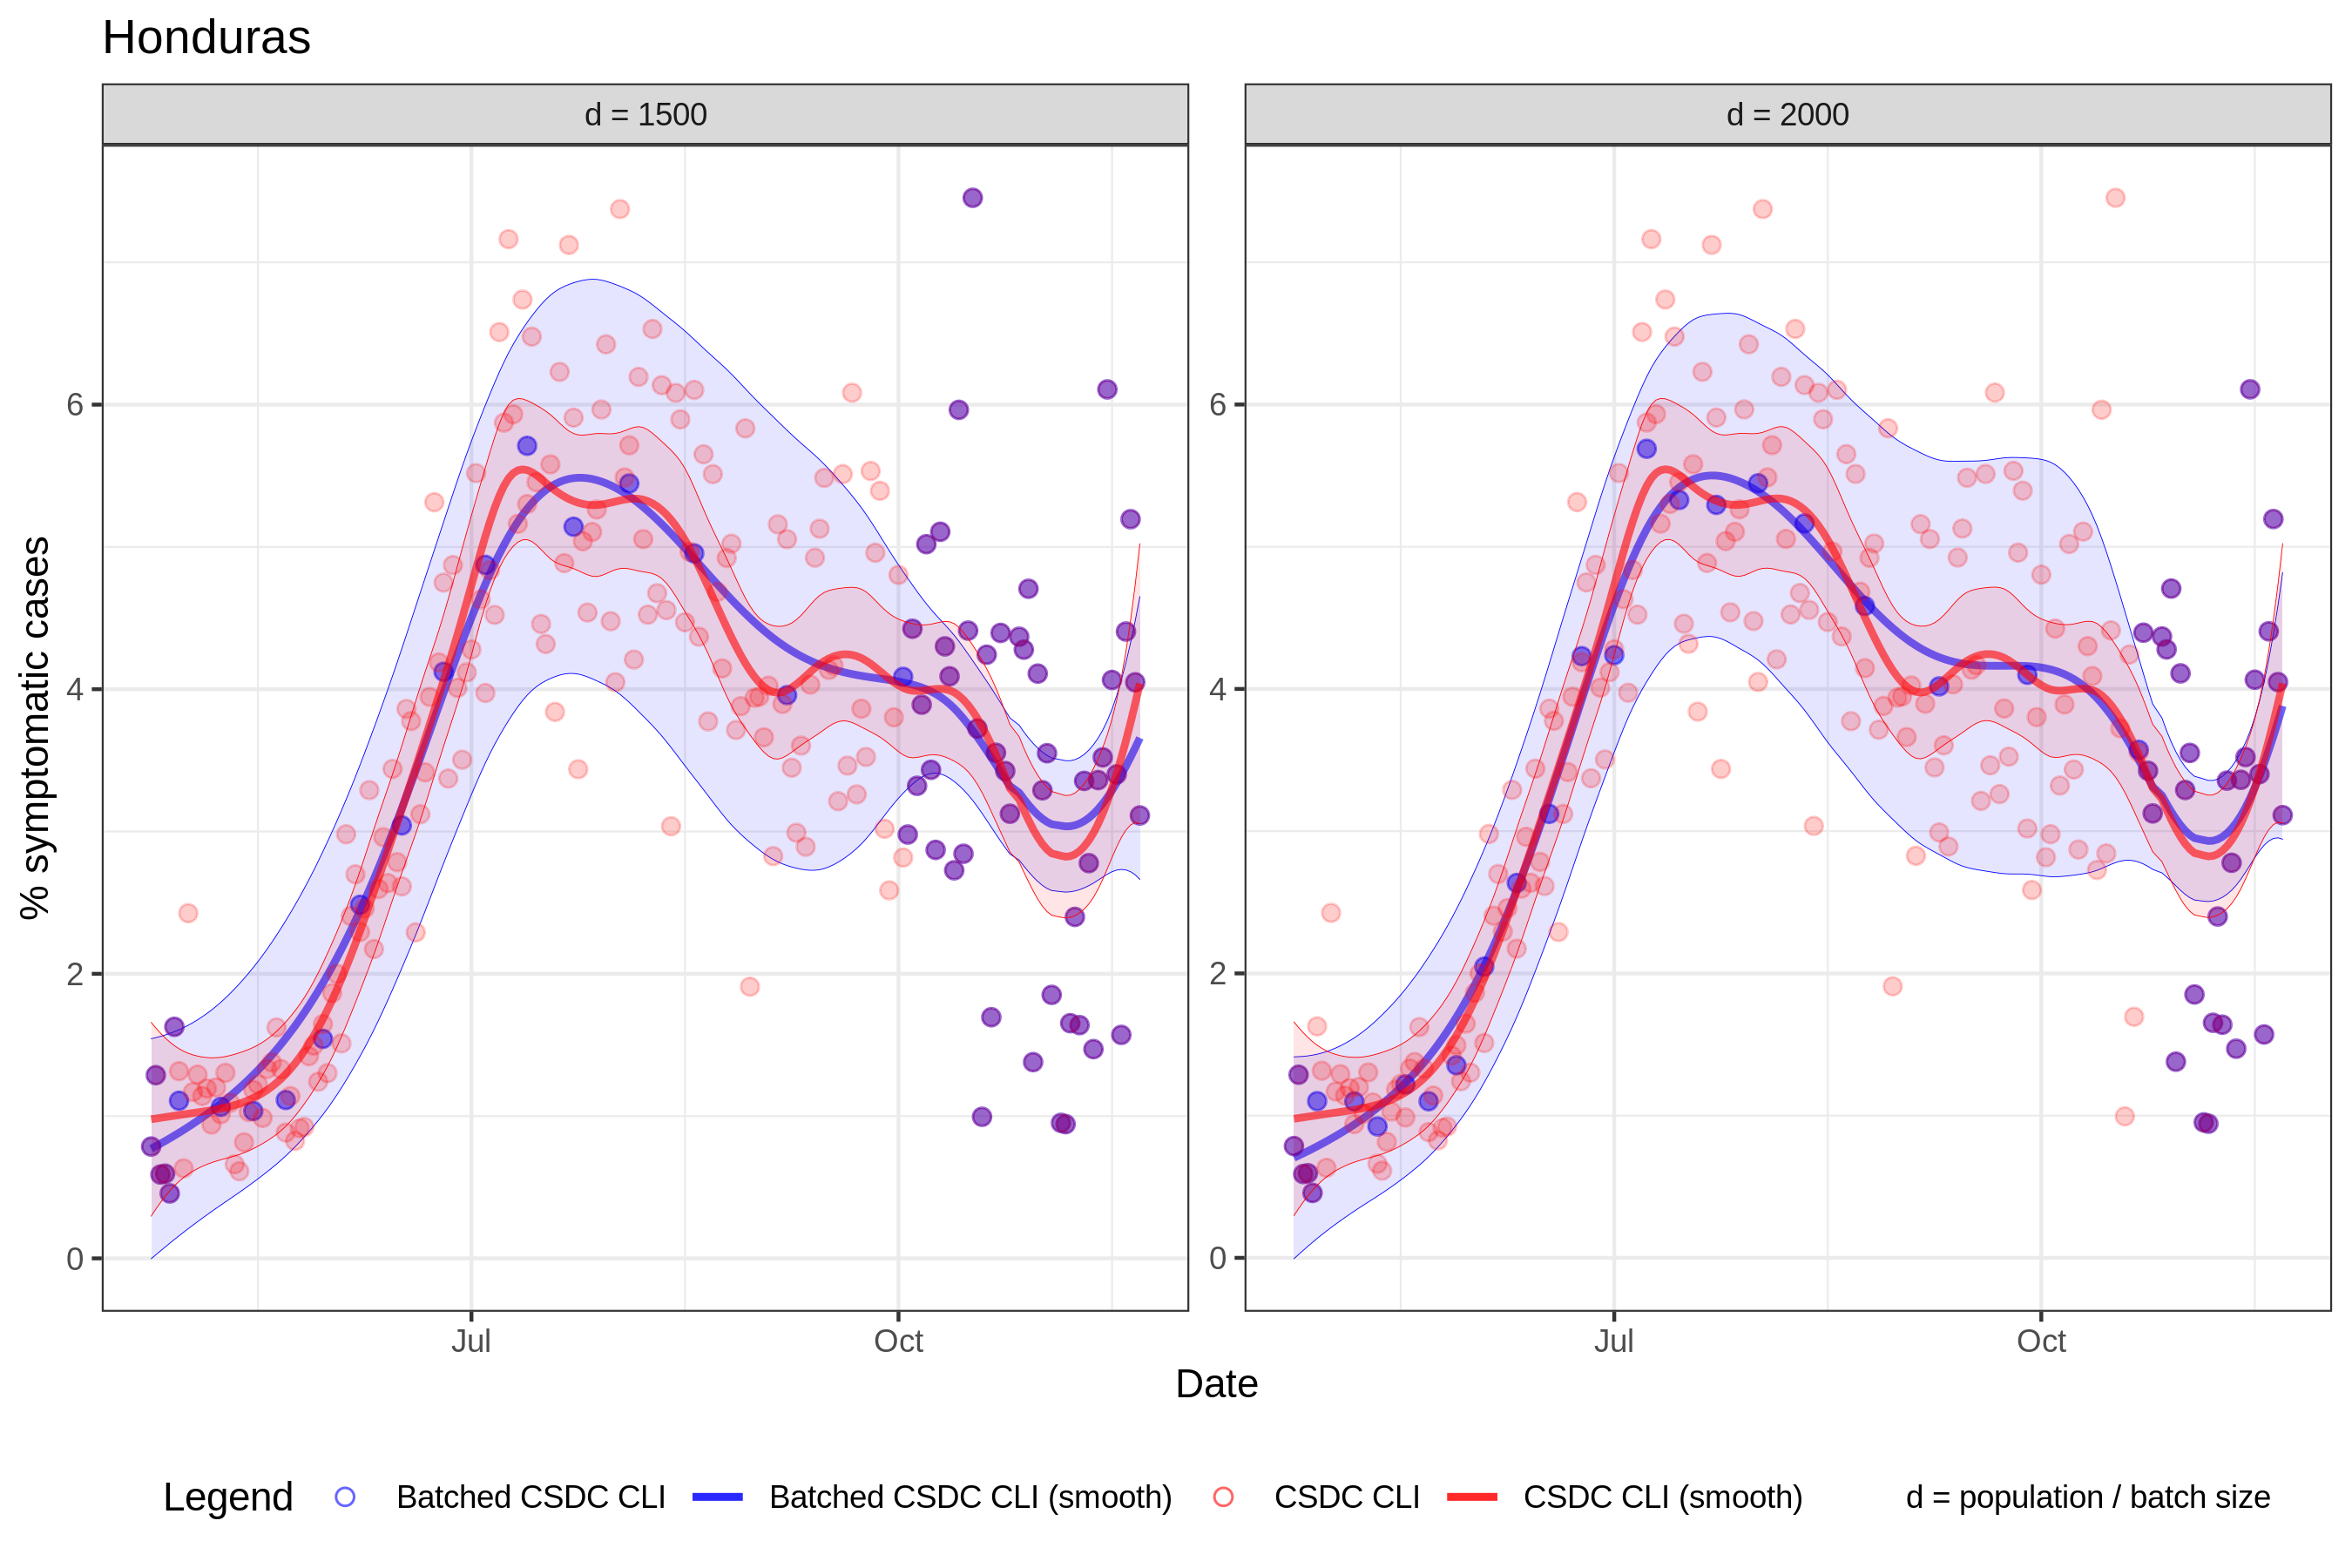 Honduras
d = 1500
d = 2000
% symptomatic cases
6
4
2
0
6
4
2
0
Jul
Oct
Jul
Oct
Date
Legend
Batched CSDC CLI
Batched CSDC CLI (smooth)
CSDC CLI
CSDC CLI (smooth)
d = population / batch size